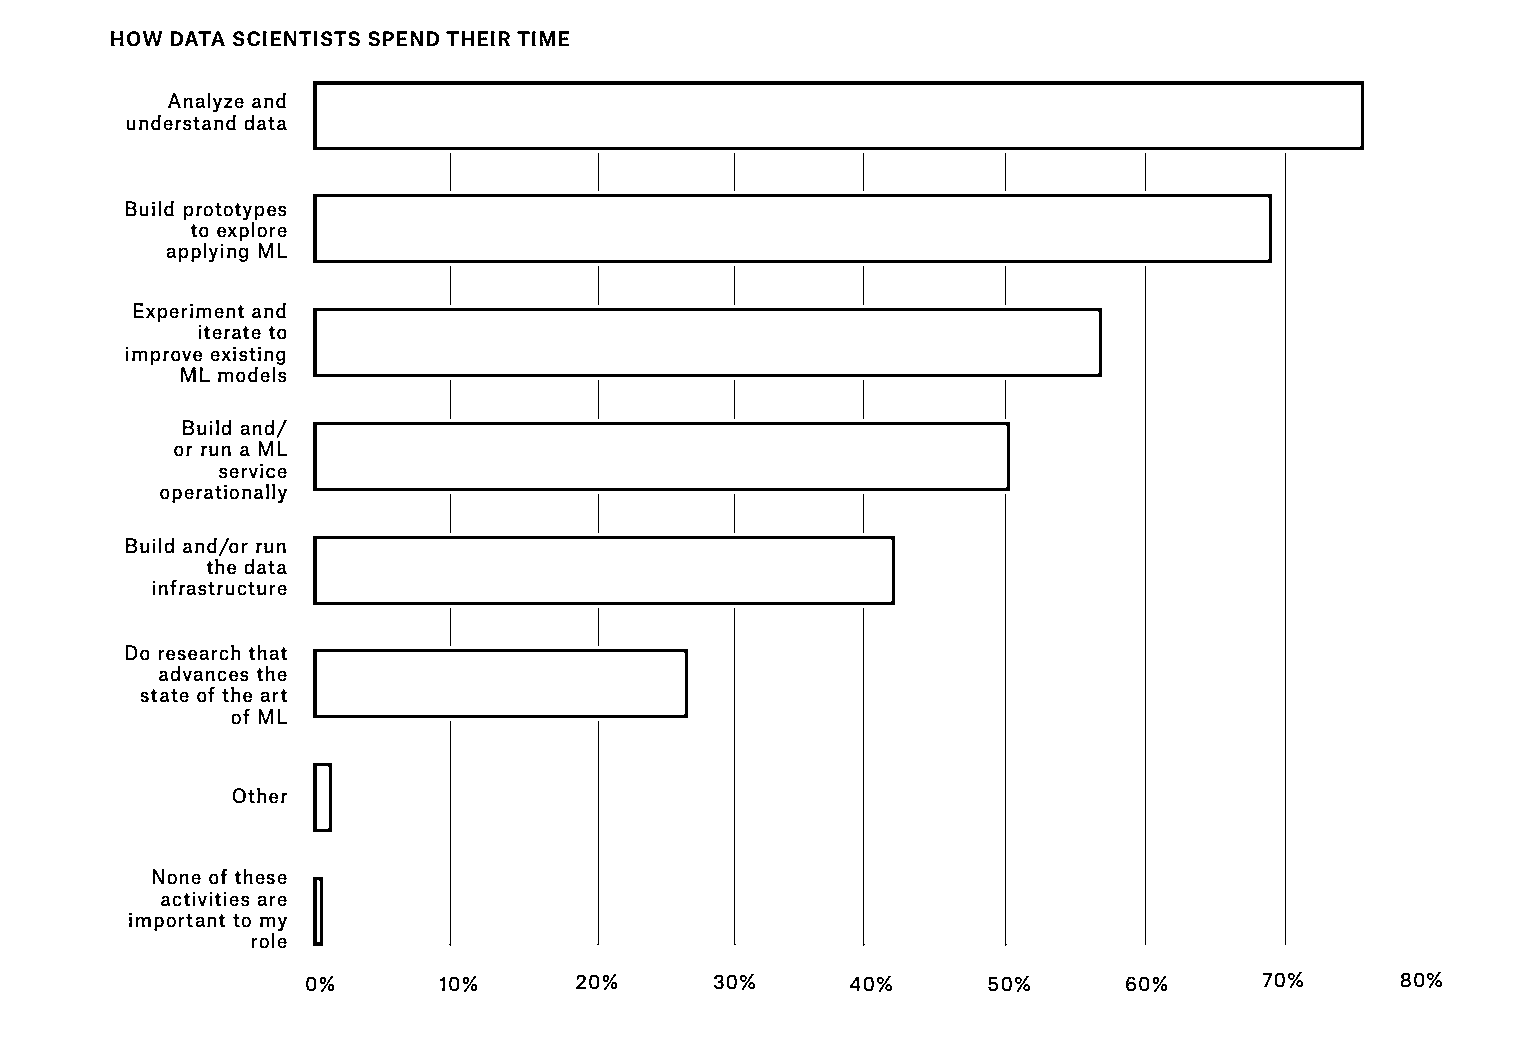 HOW DATA SCIENTISTS SPEND THEIR TIME
Analyze and
understand data
Build prototypes
to explore
applying ML
Experiment and
iterate to
improve existing
ML models
Build and/
or run a ML
service
operationally
Build and/or run
the data
infrastructure
Do research that
advances the
state of the art
of ML
Other
None of these
activities are
important to my
role
0% 10% 20% 30% 40% 50% 60% 70% 80%